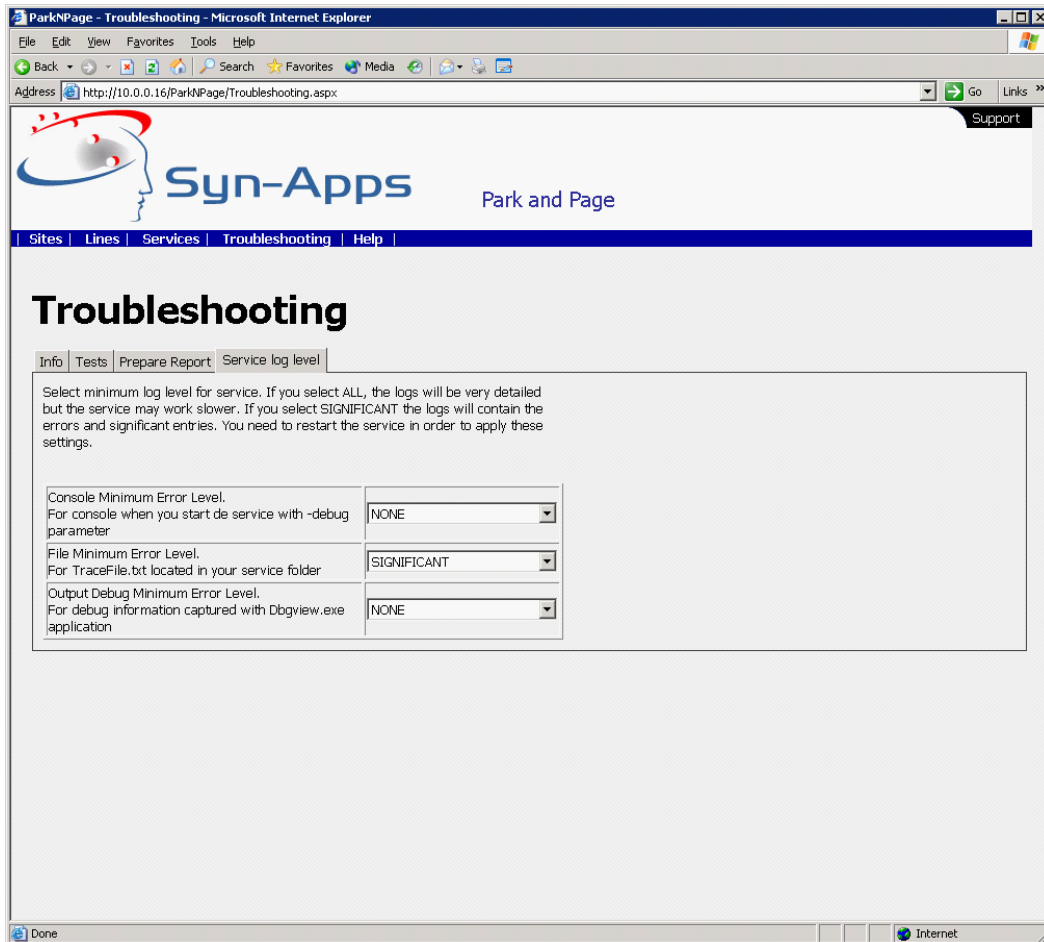 ParkNPage - Troubleshooting - Microsoft Internet Explorer
File Edit View Favorites Tools Help
Back Search Favorites Media
Address http://10.0.0.16/ParkNPage/Troubleshooting.aspx Go Links »
Support
Syn-Apps
Park and Page
| Sites | Lines | Services | Troubleshooting | Help |
Troubleshooting
Info Tests Prepare Report Service log level
Select minimum log level for service. If you select ALL, the logs will be very detailed
but the service may work slower. If you select SIGNIFICANT the logs will contain the
errors and significant entries. You need to restart the service in order to apply these
settings.
Console Minimum Error Level.
For console when you start de service with -debug
parameter
NONE
File Minimum Error Level.
For TraceFile.txt located in your service folder
SIGNIFICANT
Output Debug Minimum Error Level.
For debug information captured with Dbgview.exe
application
NONE
Done Internet